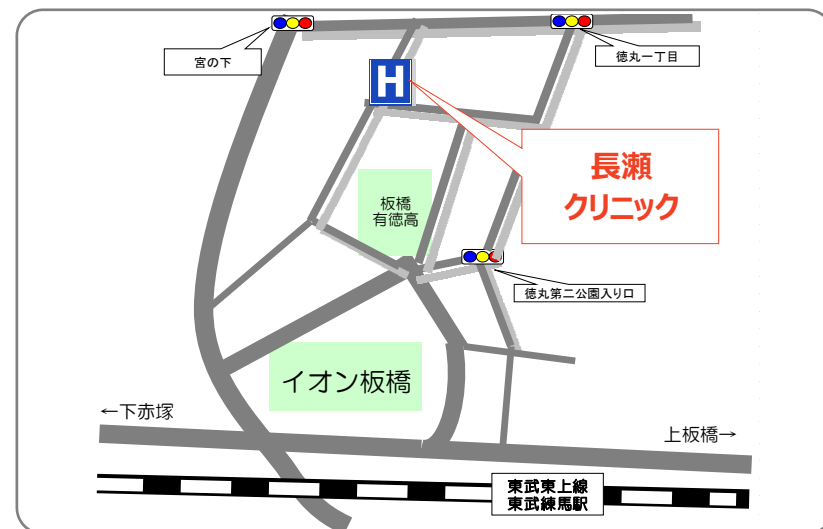 宮の下
徳丸一丁目
H
長瀬
クリニック
板橋
有徳高
徳丸第二公園入り口
イオン板橋
←下赤塚
上板橋→
東武東上線
東武練馬駅